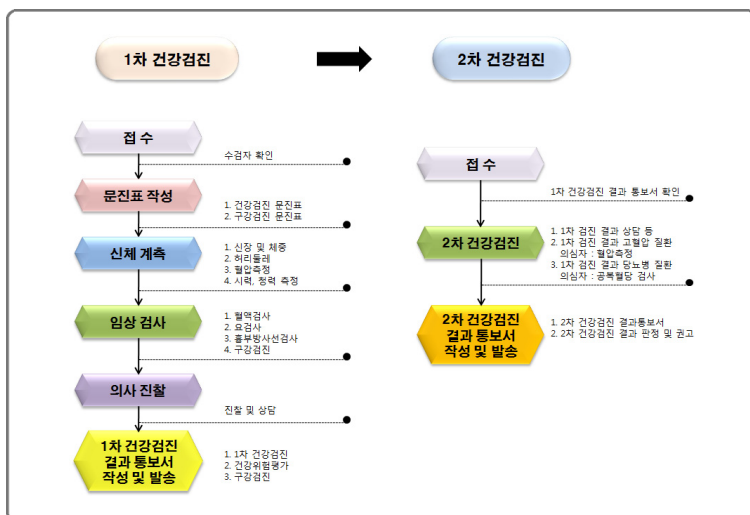 1차 건강검진
2차 건강검진
접 수
수검자 확인
문진표 작성
1. 건강검진 문진표
2. 구강검진 문진표
신체 계측
1. 신장 및 체중
2. 허리둘레
3. 혈압측정
4. 시력, 청력 측정
임상 검사
1. 혈액검사
2. 요검사
3. 흉부방사선검사
4. 구강검진
의사 진찰
진찰 및 상담
1차 건강검진
결과 통보서
작성 및 발송
1. 1차 건강검진
2. 건강위험평가
3. 구강검진
접 수
1차 건강검진 결과 통보서 확인
2차 건강검진
1. 1차 검진 결과 상담 등
2. 1차 검진 결과 고혈압 질환
의심자 : 혈압측정
3. 1차 검진 결과 당뇨병 질환
의심자 : 공복혈당 검사
2차 건강검진
결과 통보서
작성 및 발송
1. 2차 건강검진 결과통보서
2. 2차 건강검진 결과 판정 및 권고